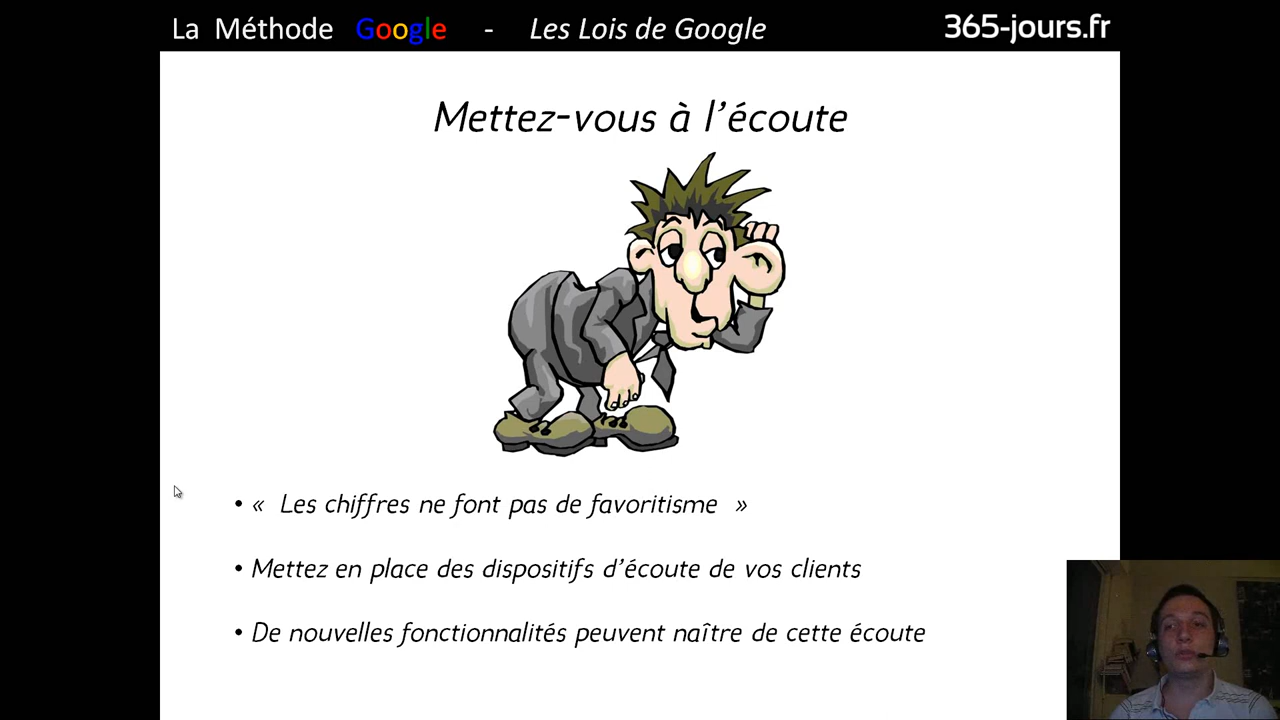 La Méthode Google - Les Lois de Google 365-jours.fr
Mettez-vous à l'écoute
• « Les chiffres ne font pas de favoritisme »
• Mettez en place des dispositifs d'écoute de vos clients
• De nouvelles fonctionnalités peuvent naître de cette écoute